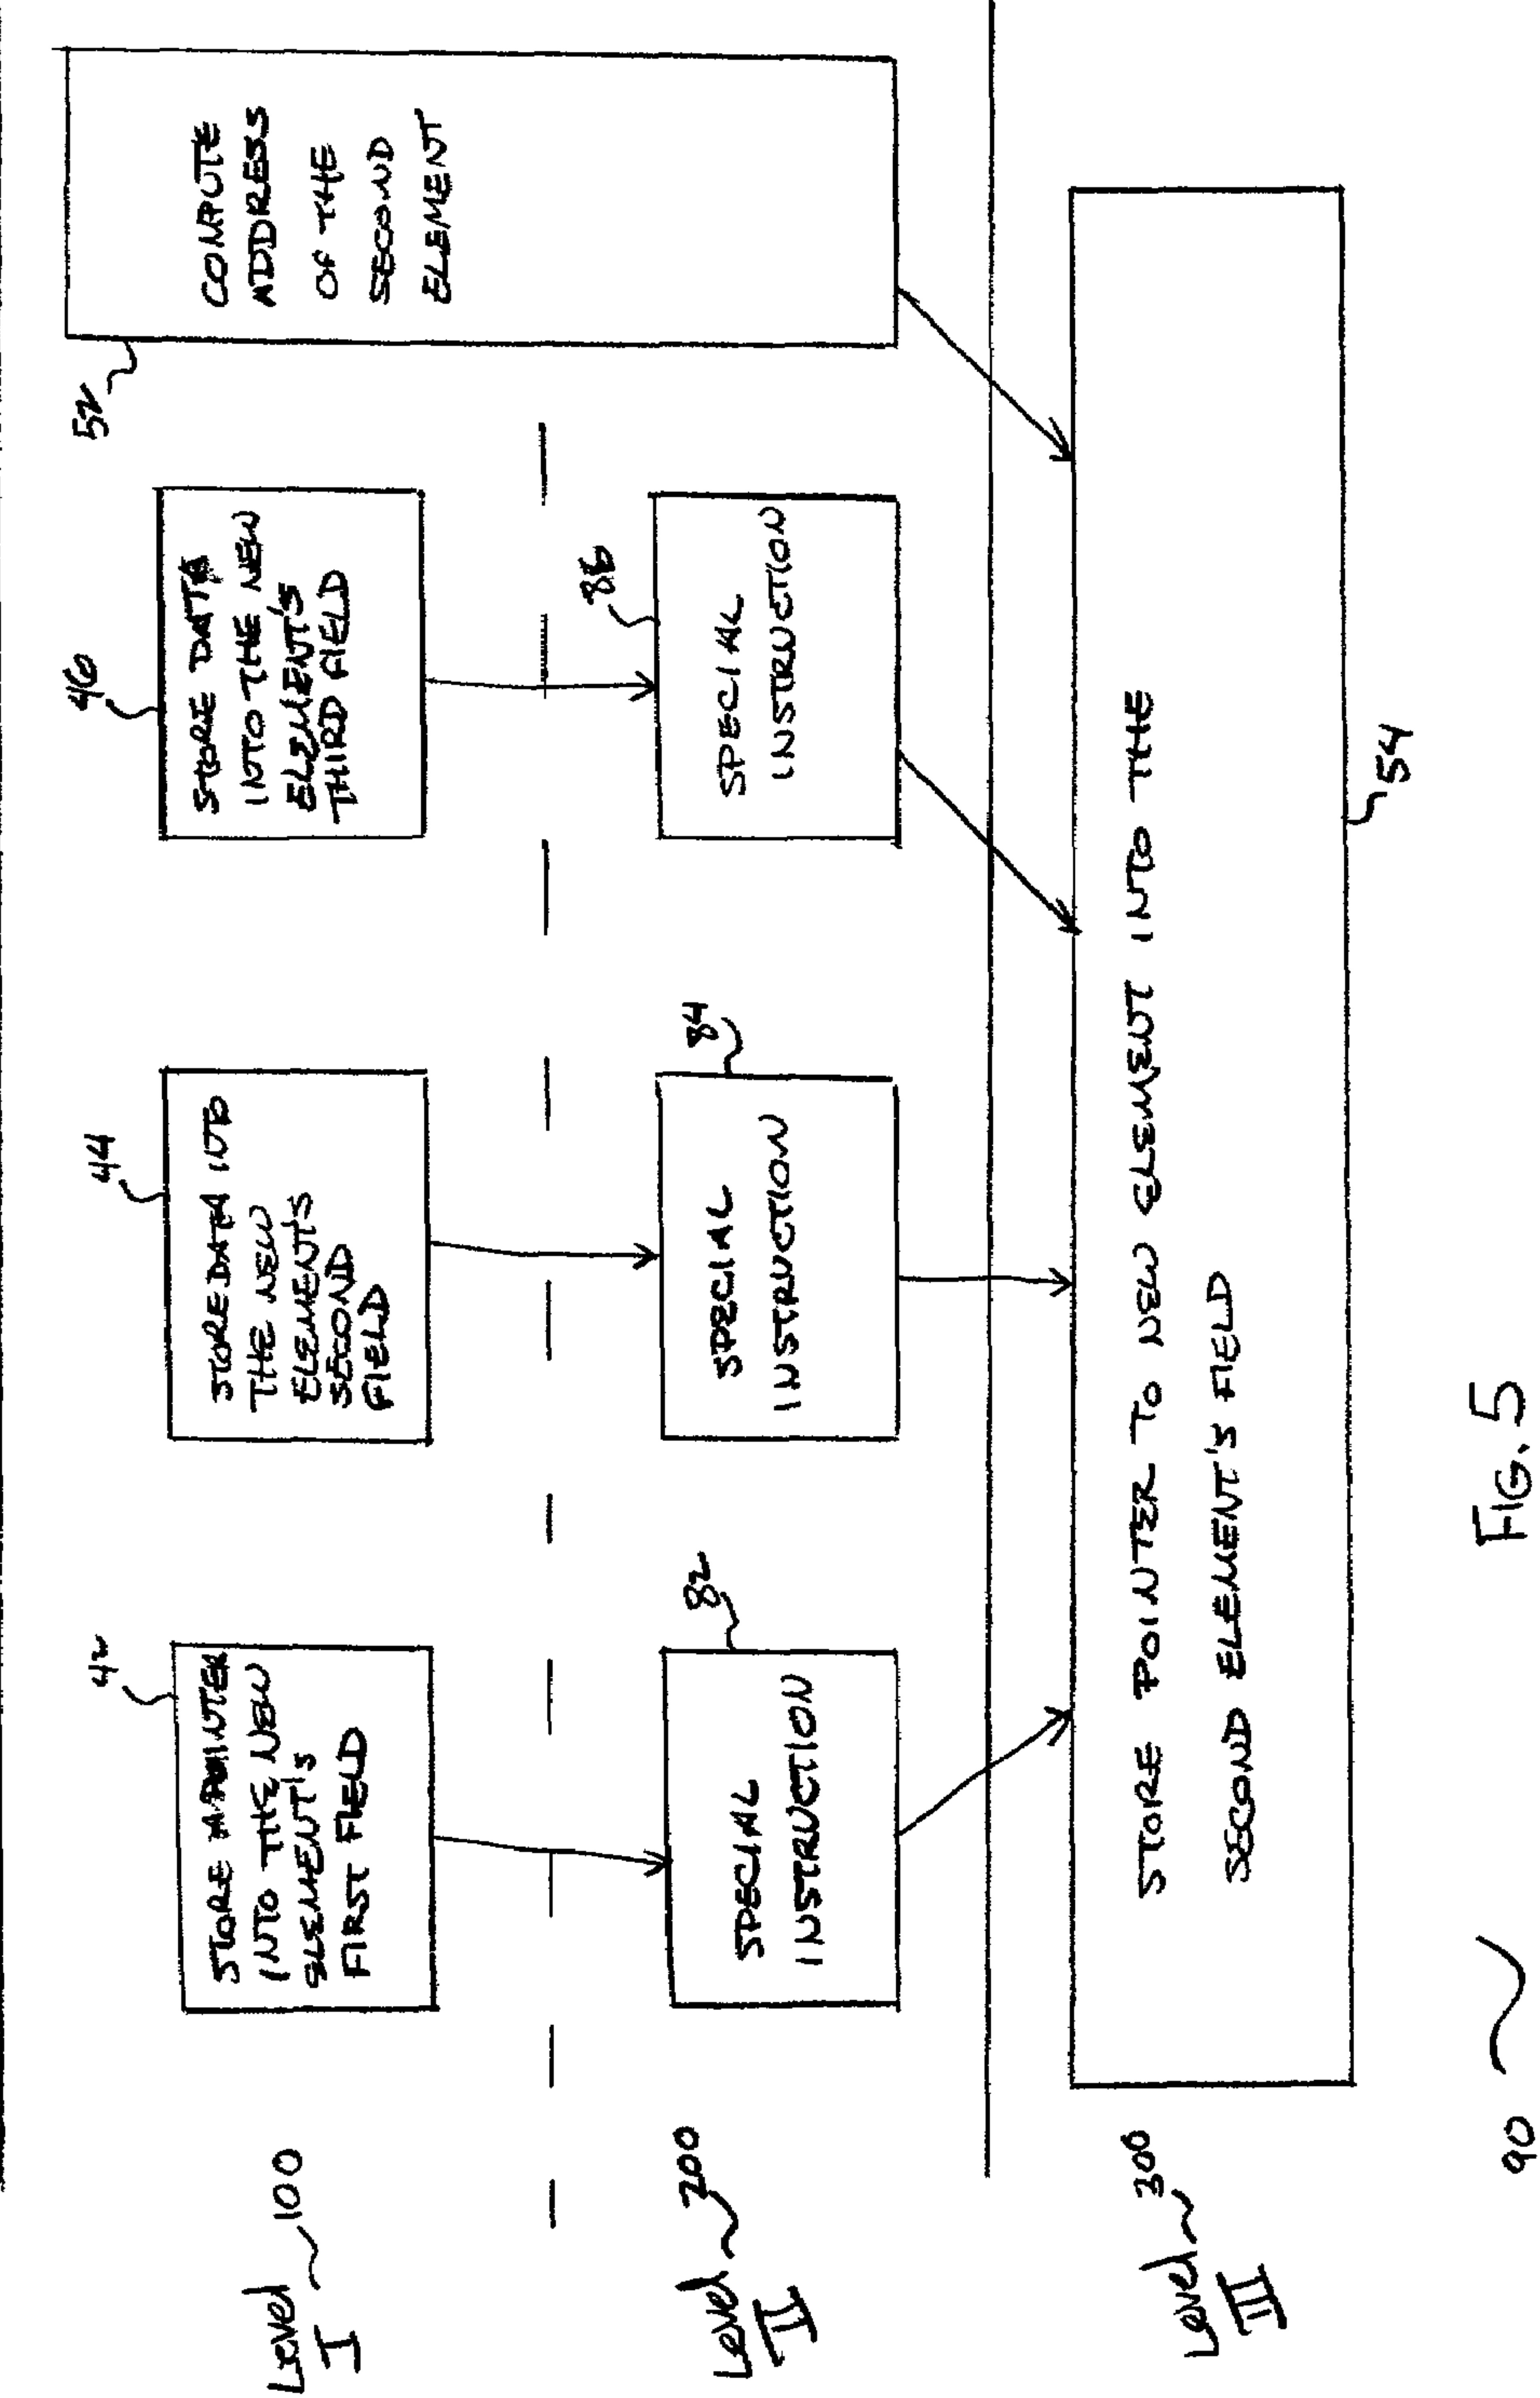 Level I
100
42
STORE A POINTER
INTO THE NEW
ELEMENT'S
FIRST FIELD
44
STORE DATA INTO
THE NEW
ELEMENT'S
SECOND
FIELD
46
STORE DATA
INTO THE NEW
ELEMENT'S
THIRD FIELD
52
COMPUTE
ADDRESS
OF THE
SECOND
ELEMENT
Level II
200
82
SPECIAL
INSTRUCTION
84
SPECIAL
INSTRUCTION
86
SPECIAL
INSTRUCTION
Level III
300
STORE POINTER TO NEW ELEMENT INTO THE
SECOND ELEMENT'S FIELD
54
90
FIG. 5